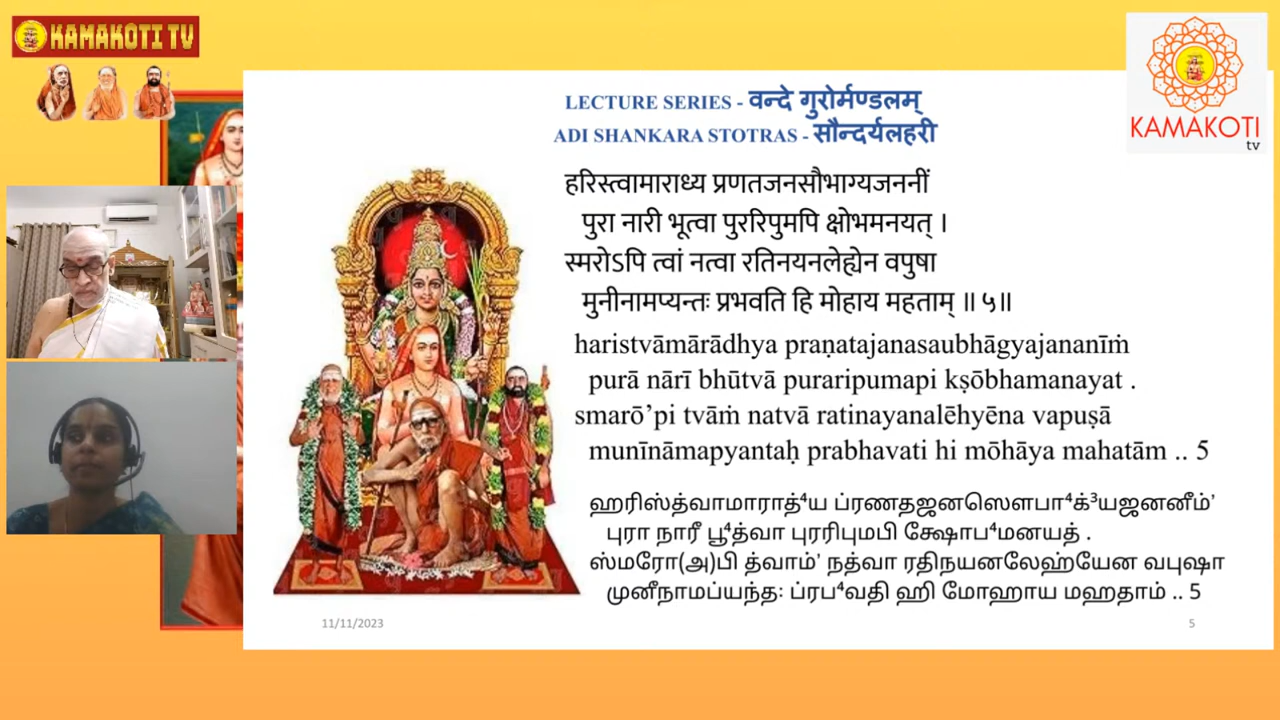 KAMAKOTI TV
KAMAKOTI
tv
LECTURE SERIES - वन्दे गुरोर्मण्डलम्
ADI SHANKARA STOTRAS - सौन्दर्यलहरी
हरिस्त्वामाराध्य प्रणतजनसौभाग्यजननीं
पुरा नारी भूत्वा पुररिपुमपि क्षोभमनयत् ।
स्मरोऽपि त्वां नत्वा रतिनयनलेह्येन वपुषा
मुनीनामप्यन्तः प्रभवति हि मोहाय महताम् ॥ ५॥
haristvāmārādhya praṇatajanasaubhāgyajananīṁ
purā nārī bhūtvā puraripumapi kṣōbhamanayat .
smarō’pi tvāṁ natvā ratinayanalēhyēna vapuṣā
munīnāmapyantaḥ prabhavati hi mōhāya mahatām .. 5
ஹரிஸ்த்வாமாராத்⁴ய ப்ரணதஜனஸௌபா⁴க்³யஜனனீம்ʼ
புரா நாரீ பூ⁴த்வா புரரிபுமபி க்ஷோப⁴மனயத் .
ஸ்மரோ(அ)பி த்வாம்ʼ நத்வா ரதிநயனலேஹ்யேன வபுஷா
முனீநாமப்யந்த꞉ ப்ரப⁴வதி ஹி மோஹாய மஹதாம் .. 5
11/11/2023
5